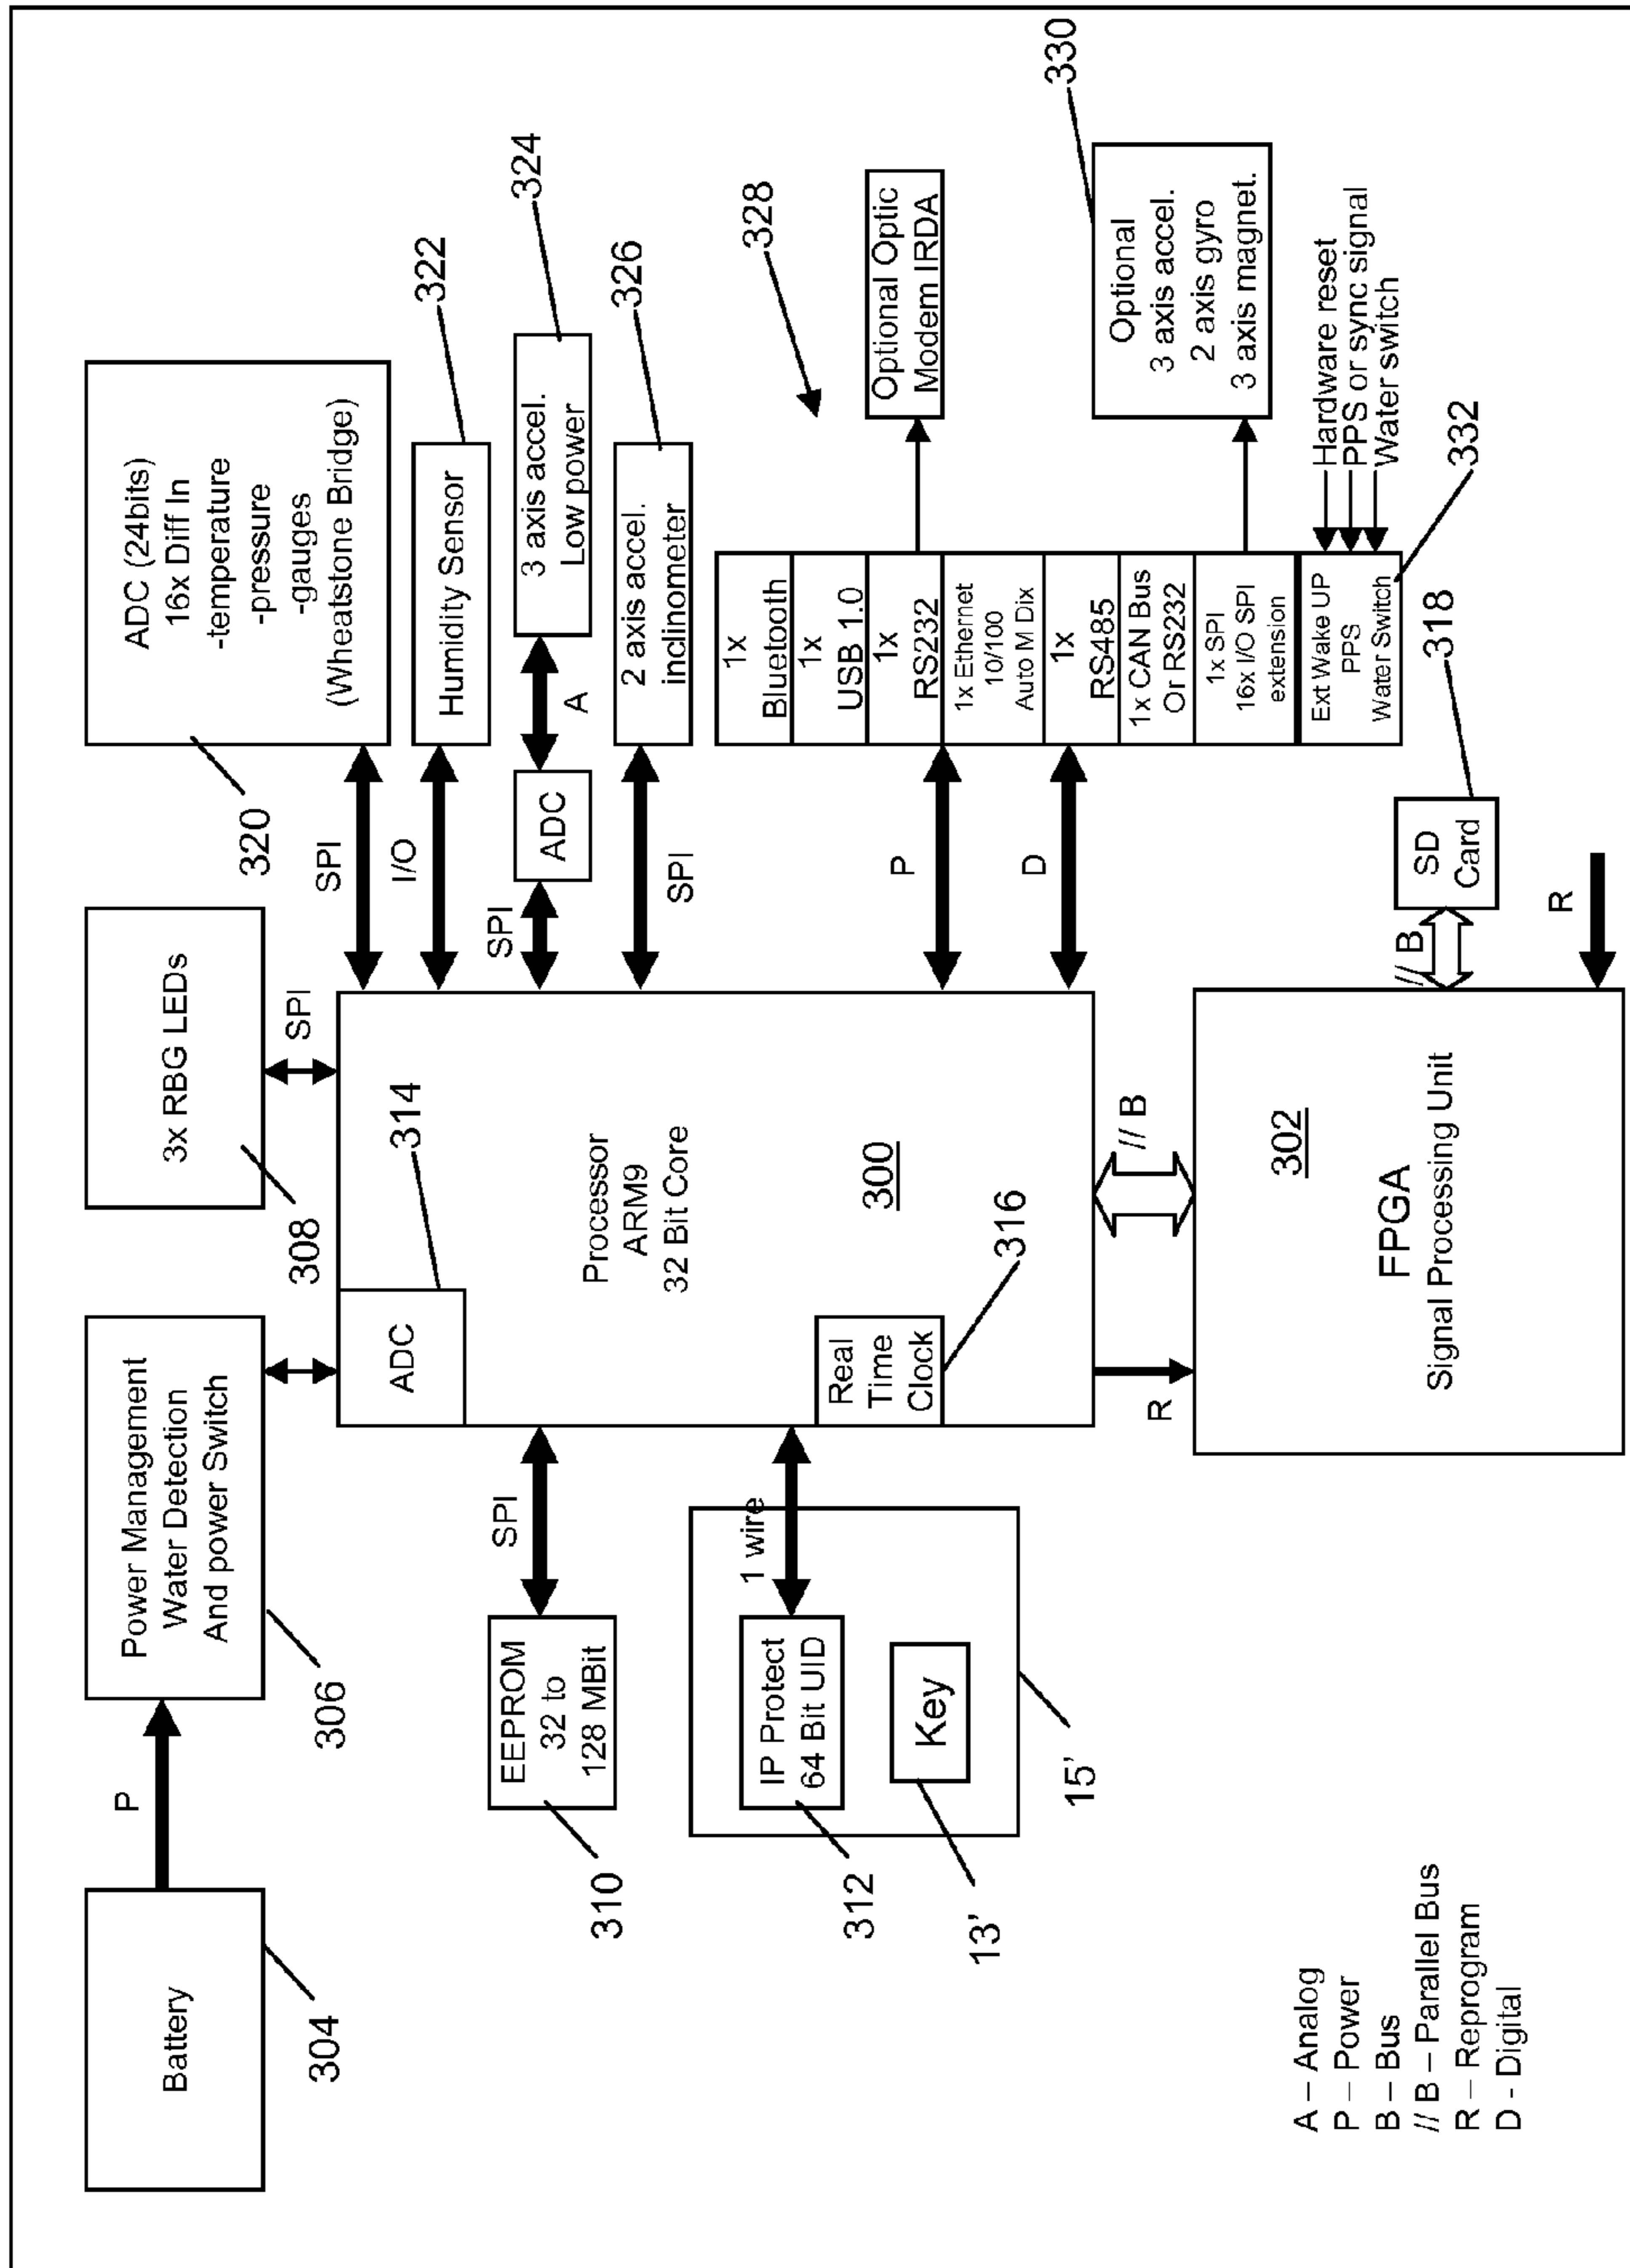 Battery
304
P
Power Management
Water Detection
And power Switch
306
3x RBG LEDs
308
SPI
ADC (24bits)
16x Diff In
-temperature
-pressure
-gauges
(Wheatstone Bridge)
320
SPI
I/O
Humidity Sensor
322
SPI
ADC
A
3 axis accel.
Low power
324
SPI
2 axis accel.
inclinometer
326
ADC
314
Processor
ARM9
32 Bit Core
300
Real
Time
Clock
316
SPI
EEPROM
32 to
128 MBit
310
1 wire
IP Protect
64 Bit UID
312
Key
13’
15’
P
D
328
1x
Bluetooth
1x
USB 1.0
1x
RS232
1x Ethernet
10/100
Auto M Dix
1x
RS485
1x CAN Bus
Or RS232
1x SPI
16x I/O SPI
extension
Ext Wake UP
PPS
Water Switch
Optional Optic
Modem IRDA
330
Optional
3 axis accel.
2 axis gyro
3 axis magnet.
Hardware reset
PPS or sync signal
Water switch
332
318
SD
Card
// B
R
R
// B
302
FPGA
Signal Processing Unit
A – Analog
P – Power
B – Bus
// B – Parallel Bus
R – Reprogram
D - Digital